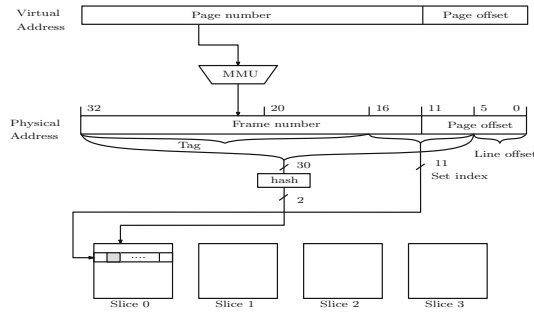 Virtual Address
Page number
Page offset
MMU
32 20 16 11 5 0
Physical Address
Frame number
Page offset
Tag
Line offset
30
11
Set index
hash
2
....
Slice 0 Slice 1 Slice 2 Slice 3